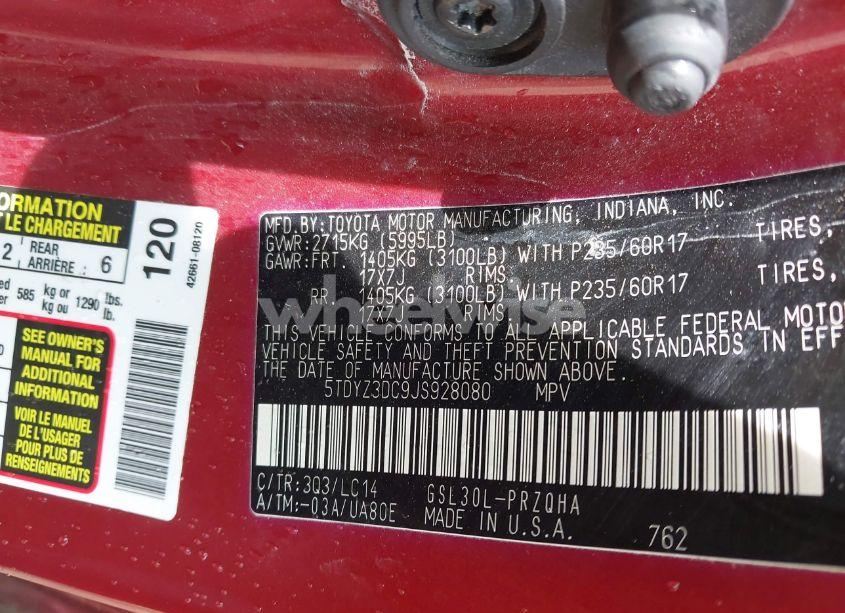 FORMATION
T LE CHARGEMENT
2 REAR ARRIÈRE : 6
585 kg or kg ou 1290 lbs. lb.
SEE OWNER'S
MANUAL FOR
ADDITIONAL
INFORMATION
VOIR LE MANUEL
DE L'USAGER
POUR PLUS DE
RENSEIGNEMENTS
120
42661-08120
MFD.BY:TOYOTA MOTOR MANUFACTURING, INDIANA, INC.
GVWR:2715KG (5995LB)
GAWR:FRT. 1405KG (3100LB) WITH P235/60R17 TIRES,
17X7J RIMS
RR. 1405KG (3100LB) WITH P235/60R17 TIRES,
17X7J RIMS
THIS VEHICLE CONFORMS TO ALL APPLICABLE FEDERAL MOTO
VEHICLE SAFETY AND THEFT PREVENTION STANDARDS IN EFF
THE DATE OF MANUFACTURE SHOWN ABOVE.
5TDYZ3DC9JS928080 MPV
C/TR:3Q3/LC14 GSL30L-PRZQHA
A/TM:-03A/UA80E MADE IN U.S.A. 762
wheelwise